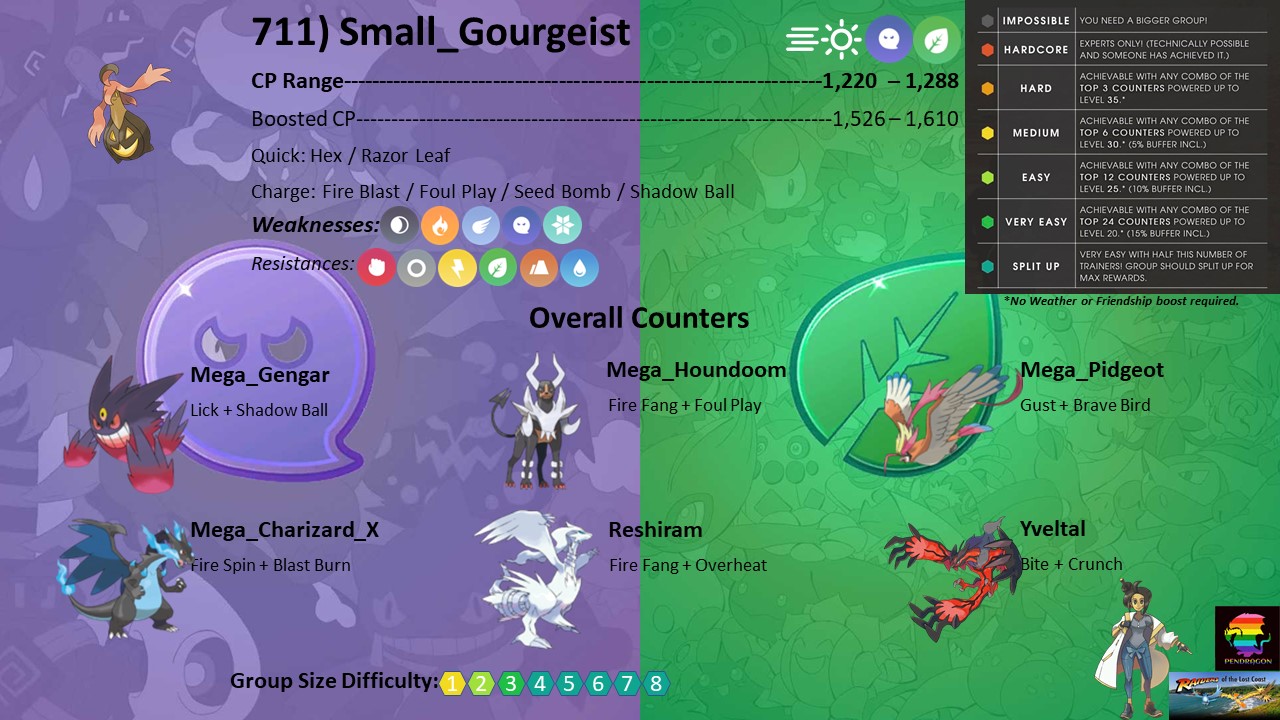 711) Small_Gourgeist
CP Range--------------------------------------------------------------------1,220 – 1,288
Boosted CP--------------------------------------------------------------------1,526 – 1,610
Quick: Hex / Razor Leaf
Charge: Fire Blast / Foul Play / Seed Bomb / Shadow Ball
Weaknesses:
Resistances:
IMPOSSIBLE YOU NEED A BIGGER GROUP!
HARDCORE EXPERTS ONLY! (TECHNICALLY POSSIBLE
AND SOMEONE HAS ACHIEVED IT.)
HARD ACHIEVABLE WITH ANY COMBO OF THE
TOP 3 COUNTERS POWERED UP TO
LEVEL 35.*
MEDIUM ACHIEVABLE WITH ANY COMBO OF THE
TOP 6 COUNTERS POWERED UP TO
LEVEL 30.* (5% BUFFER INCL.)
EASY ACHIEVABLE WITH ANY COMBO OF THE
TOP 12 COUNTERS POWERED UP TO
LEVEL 25.* (10% BUFFER INCL.)
VERY EASY ACHIEVABLE WITH ANY COMBO OF THE
TOP 24 COUNTERS POWERED UP TO
LEVEL 20.* (15% BUFFER INCL.)
SPLIT UP VERY EASY WITH HALF THIS NUMBER OF
TRAINERS! GROUP SHOULD SPLIT UP FOR
MAX REWARDS.
*No Weather or Friendship boost required.
Overall Counters
Mega_Gengar
Lick + Shadow Ball
Mega_Houndoom
Fire Fang + Foul Play
Mega_Pidgeot
Gust + Brave Bird
Mega_Charizard_X
Fire Spin + Blast Burn
Reshiram
Fire Fang + Overheat
Yveltal
Bite + Crunch
Group Size Difficulty: 1 2 3 4 5 6 7 8
PENDRAGON
RAIDERS of the Lost Coast